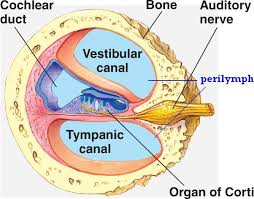 Cochlear
duct
Bone
Auditory
nerve
Vestibular
canal
perilymph
Tympanic
canal
Organ of Corti